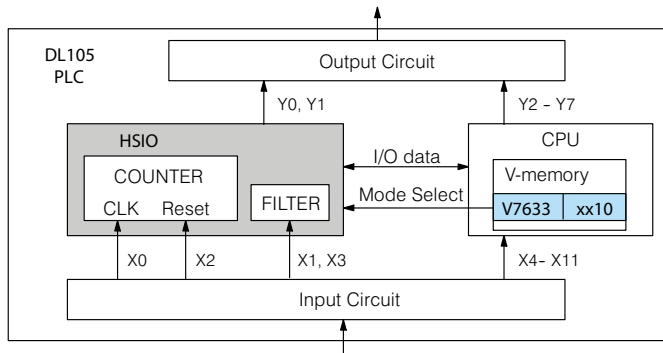 DL105
PLC
Output Circuit
Y0, Y1
Y2 - Y7
HSIO
CPU
COUNTER
CLK Reset
FILTER
I/O data
Mode Select
V-memory
V7633 xx10
X0
X2
X1, X3
X4- X11
Input Circuit